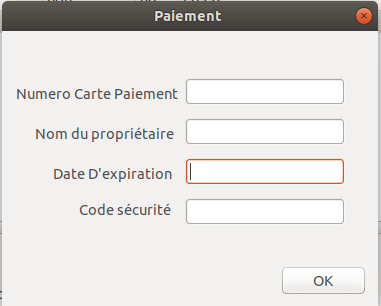 Paiement
Numero Carte Paiement
Nom du propriétaire
Date D'expiration
Code sécurité
OK